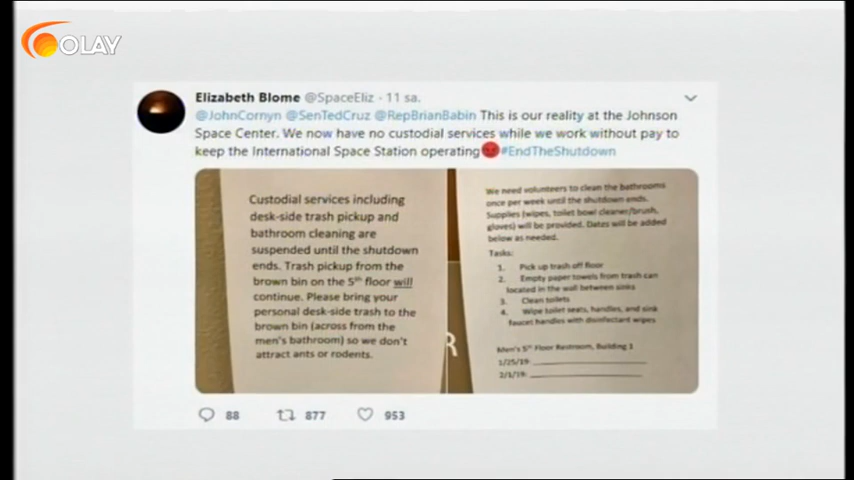 OLAY
Elizabeth Blome @SpaceEliz · 11 sa.
@JohnCornyn @SenTedCruz @RepBrianBabin This is our reality at the Johnson
Space Center. We now have no custodial services while we work without pay to
keep the International Space Station operating😡#EndTheShutdown
Custodial services including
desk-side trash pickup and
bathroom cleaning are
suspended until the shutdown
ends. Trash pickup from the
brown bin on the 5th floor will
continue. Please bring your
personal desk-side trash to the
brown bin (across from the
men's bathroom) so we don't
attract ants or rodents.
R
We need volunteers to clean the bathrooms
once per week until the shutdown ends.
Supplies (wipes, toilet bowl cleaner/brush,
gloves) will be provided. Dates will be added
below as needed.
Tasks:
1. Pick up trash off floor
2. Empty paper towels from trash can
located in the wall between sinks
3. Clean toilets
4. Wipe toilet seats, handles, and sink
faucet handles with disinfectant wipes
Men's 5th Floor Restroom, Building 1
1/25/19:
2/1/19:
88 877 953